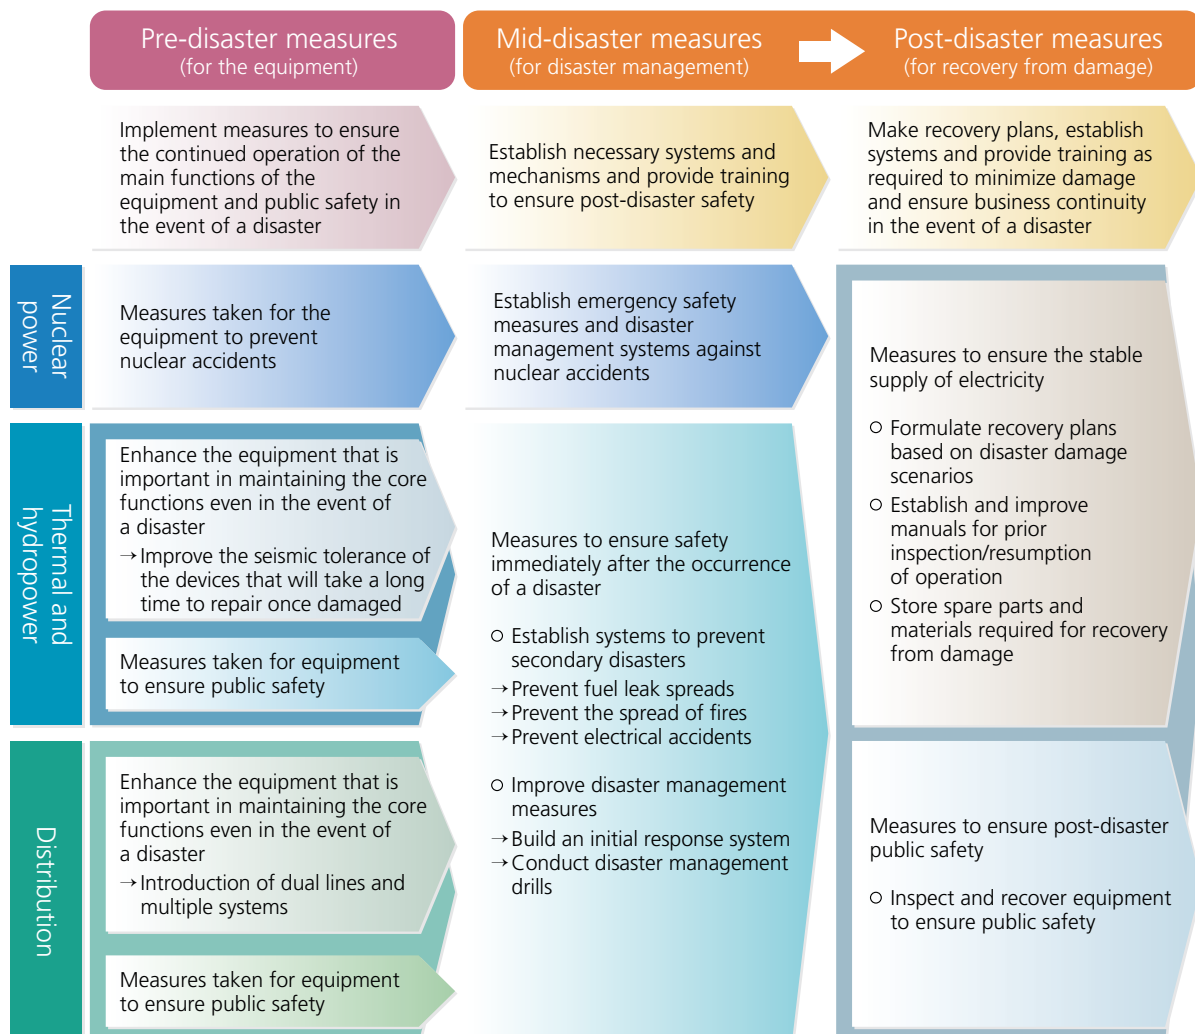 Pre-disaster measures
(for the equipment)
Mid-disaster measures
(for disaster management)
Post-disaster measures
(for recovery from damage)
Implement measures to ensure
the continued operation of the
main functions of the
equipment and public safety in
the event of a disaster
Establish necessary systems and
mechanisms and provide training
to ensure post-disaster safety
Make recovery plans, establish
systems and provide training as
required to minimize damage
and ensure business continuity
in the event of a disaster
Nuclear
power
Measures taken for the
equipment to prevent
nuclear accidents
Establish emergency safety
measures and disaster
management systems against
nuclear accidents
Thermal and
hydropower
Enhance the equipment that is
important in maintaining the core
functions even in the event of
a disaster
→Improve the seismic tolerance of
the devices that will take a long
time to repair once damaged
Measures taken for equipment
to ensure public safety
Distribution
Enhance the equipment that is
important in maintaining the core
functions even in the event of
a disaster
→Introduction of dual lines and
multiple systems
Measures taken for equipment
to ensure public safety
Measures to ensure safety
immediately after the occurrence
of a disaster
○ Establish systems to prevent
secondary disasters
→Prevent fuel leak spreads
→Prevent the spread of fires
→Prevent electrical accidents
○ Improve disaster management
measures
→Build an initial response system
→Conduct disaster management
drills
Measures to ensure the stable
supply of electricity
○ Formulate recovery plans
based on disaster damage
scenarios
○ Establish and improve
manuals for prior
inspection/resumption
of operation
○ Store spare parts and
materials required for recovery
from damage
Measures to ensure post-disaster
public safety
○ Inspect and recover equipment
to ensure public safety